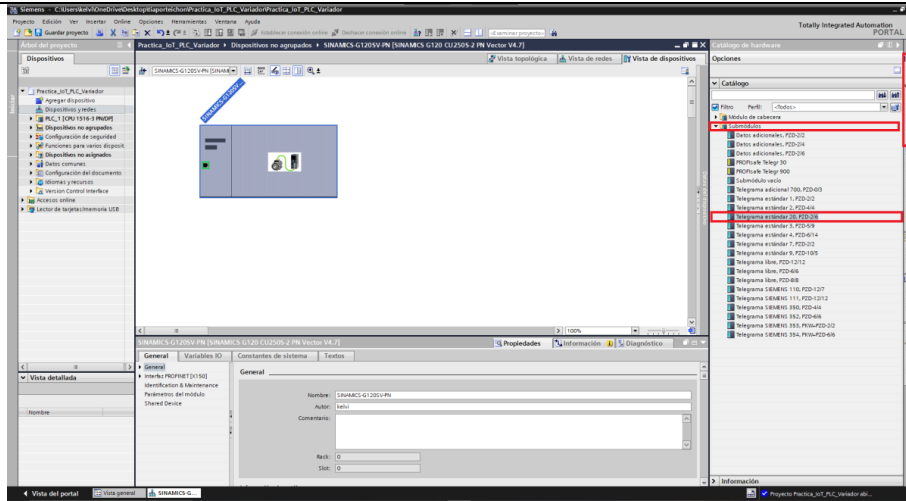 Siemens - C:\Users\kelvi\OneDrive\Desktop\tiaportelchon\Practica_IoT_PLC_Variador\Practica_IoT_PLC_Variador
Proyecto Edición Ver Insertar Online Opciones Herramientas Ventana Ayuda
Totally Integrated Automation
PORTAL
Guardar proyecto
Establecer conexión online
Deshacer conexión online
<Examinar proyecto>
Árbol del proyecto
Practica_IoT_PLC_Variador ▸ Dispositivos no agrupados ▸ SINAMICS-G120SV-PN [SINAMICS G120 CU250S-2 PN Vector V4.7]
Catálogo de hardware
Dispositivos
Vista topológica
Vista de redes
Vista de dispositivos
Opciones
SINAMICS-G120SV-PN [SINAM
SINAMICS-G120SV-...
Practica_IoT_PLC_Variador
Agregar dispositivo
Dispositivos y redes
PLC_1 [CPU 1516-3 PN/DP]
Dispositivos no agrupados
Configuración de seguridad
Funciones para varios disposit
Dispositivos no asignados
Datos comunes
Configuración del documento
Idiomas y recursos
Version Control Interface
Accesos online
Lector de tarjetas/memoria USB
Catálogo
Filtro Perfil: <Todos>
Módulo de cabecera
Submódulos
Datos adicionales, PZD-2/2
Datos adicionales, PZD-2/4
Datos adicionales, PZD-2/6
PROFIsafe Telegr 30
PROFIsafe Telegr 900
Submódulo vacío
Telegrama adicional 700, PZD-0/3
Telegrama estándar 1, PZD-2/2
Telegrama estándar 2, PZD-4/4
Telegrama estándar 20, PZD-2/6
Telegrama estándar 3, PZD-5/9
Telegrama estándar 4, PZD-6/14
Telegrama estándar 7, PZD-2/2
Telegrama estándar 9, PZD-10/5
Telegrama libre, PZD-12/12
Telegrama libre, PZD-6/6
Telegrama libre, PZD-8/8
Telegrama SIEMENS 110, PZD-12/7
Telegrama SIEMENS 111, PZD-12/12
Telegrama SIEMENS 350, PZD-4/4
Telegrama SIEMENS 352, PZD-6/6
Telegrama SIEMENS 353, PKW+PZD-2/2
Telegrama SIEMENS 354, PKW+PZD-6/6
100%
SINAMICS-G120SV-PN [SINAMICS G120 CU250S-2 PN Vector V4.7]
Propiedades
Información
Diagnóstico
General
Variables IO
Constantes de sistema
Textos
General
Interfaz PROFINET [X150]
Identification & Maintenance
Parámetros del módulo
Shared Device
General
Nombre: SINAMICS-G120SV-PN
Autor: kelvi
Comentario:
Rack: 0
Slot: 0
Vista detallada
Nombre
Información
Vista del portal
Vista general
SINAMICS-G...
Proyecto Practica_IoT_PLC_Variador abi...